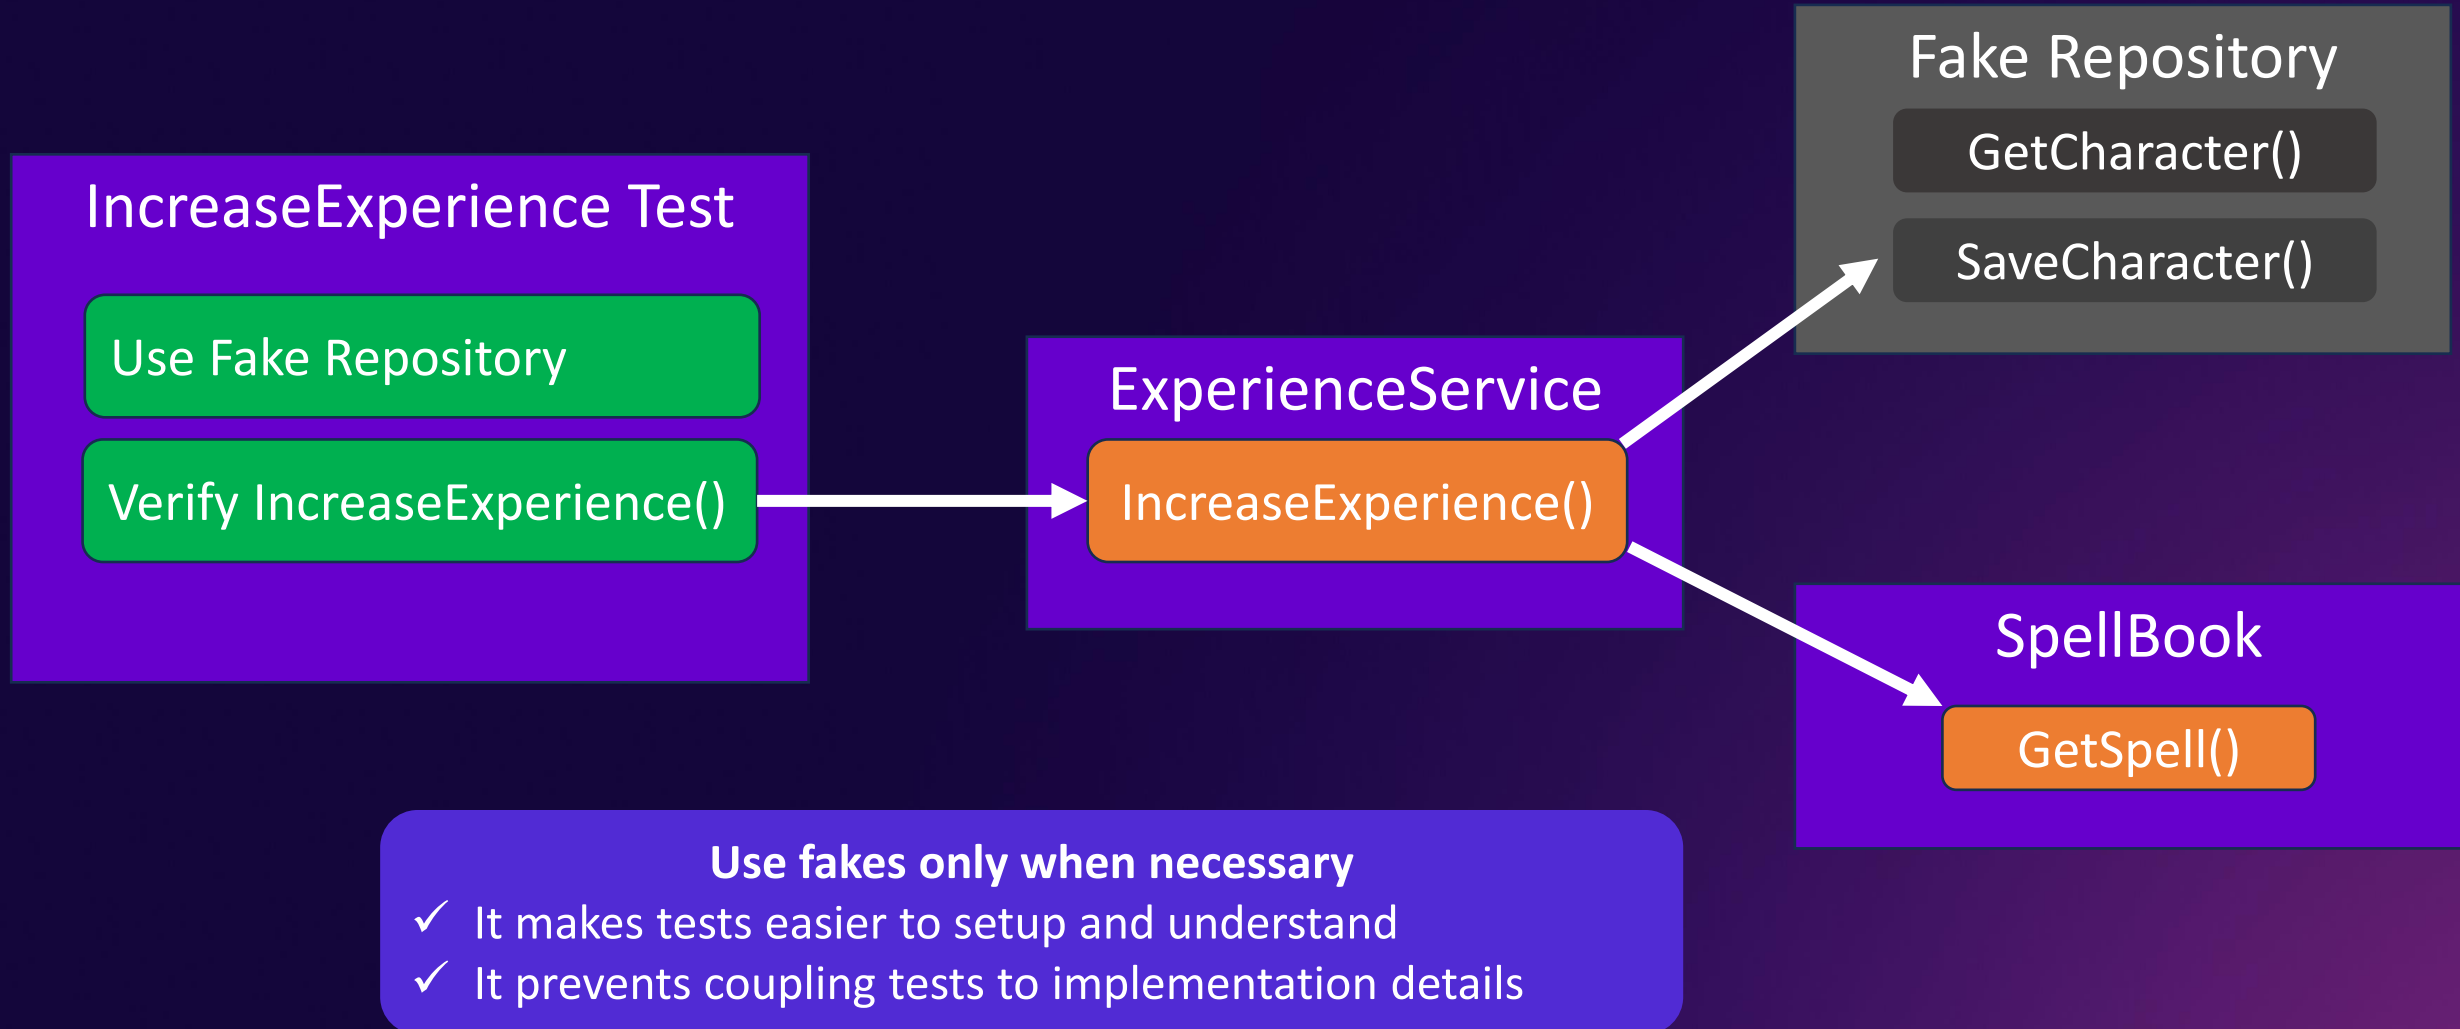 IncreaseExperience Test
Use Fake Repository
Verify IncreaseExperience()
ExperienceService
IncreaseExperience()
Fake Repository
GetCharacter()
SaveCharacter()
SpellBook
GetSpell()
Use fakes only when necessary
✓ It makes tests easier to setup and understand
✓ It prevents coupling tests to implementation details